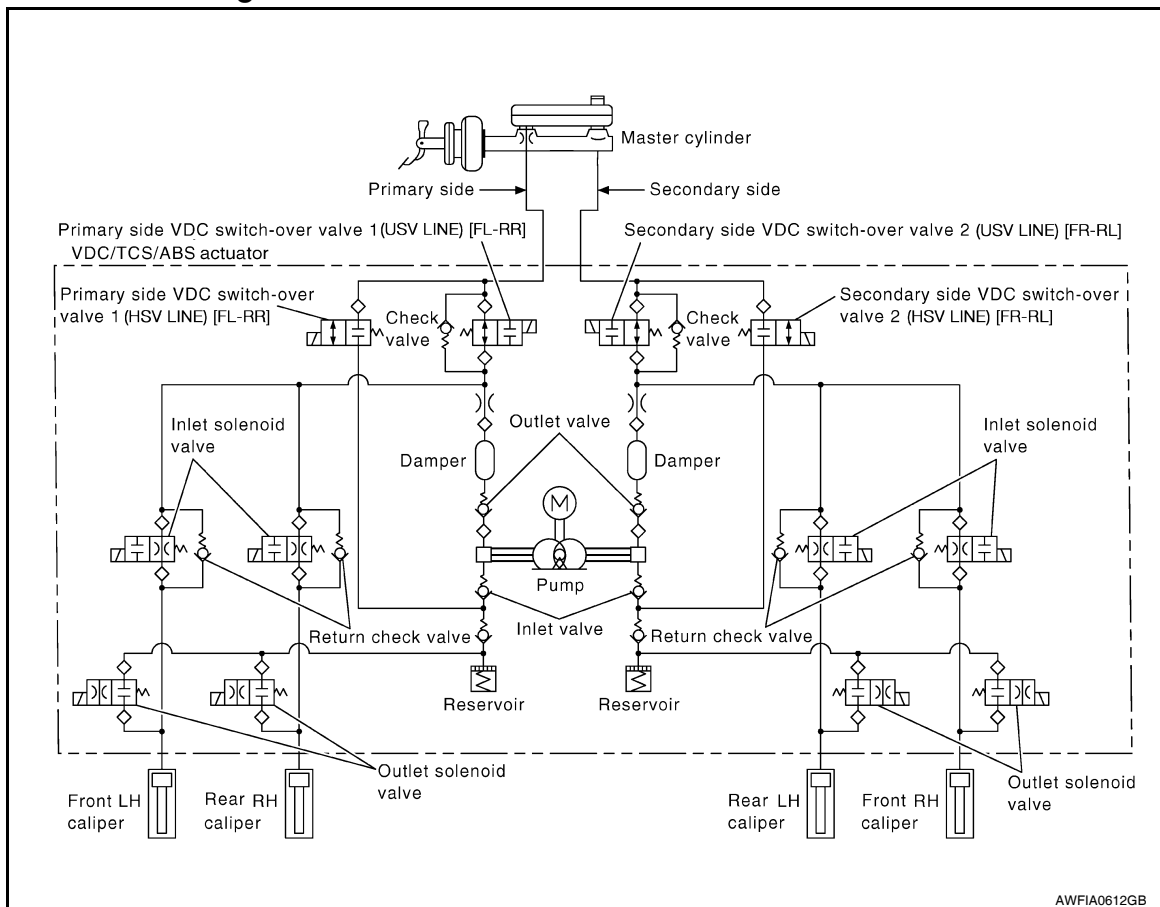 Master cylinder
Primary side
Secondary side
Primary side VDC switch-over valve 1 (USV LINE) [FL-RR]
VDC/TCS/ABS actuator
Secondary side VDC switch-over valve 2 (USV LINE) [FR-RL]
Primary side VDC switch-over
valve 1 (HSV LINE) [FL-RR]
Check
valve
Check
valve
Secondary side VDC switch-over
valve 2 (HSV LINE) [FR-RL]
Inlet solenoid
valve
Outlet valve
Inlet solenoid
valve
Damper
Damper
M
Pump
Return check valve
Inlet valve
Return check valve
Reservoir
Reservoir
Outlet solenoid
valve
Outlet solenoid
valve
Front LH
caliper
Rear RH
caliper
Rear LH
caliper
Front RH
caliper
AWFIA0612GB